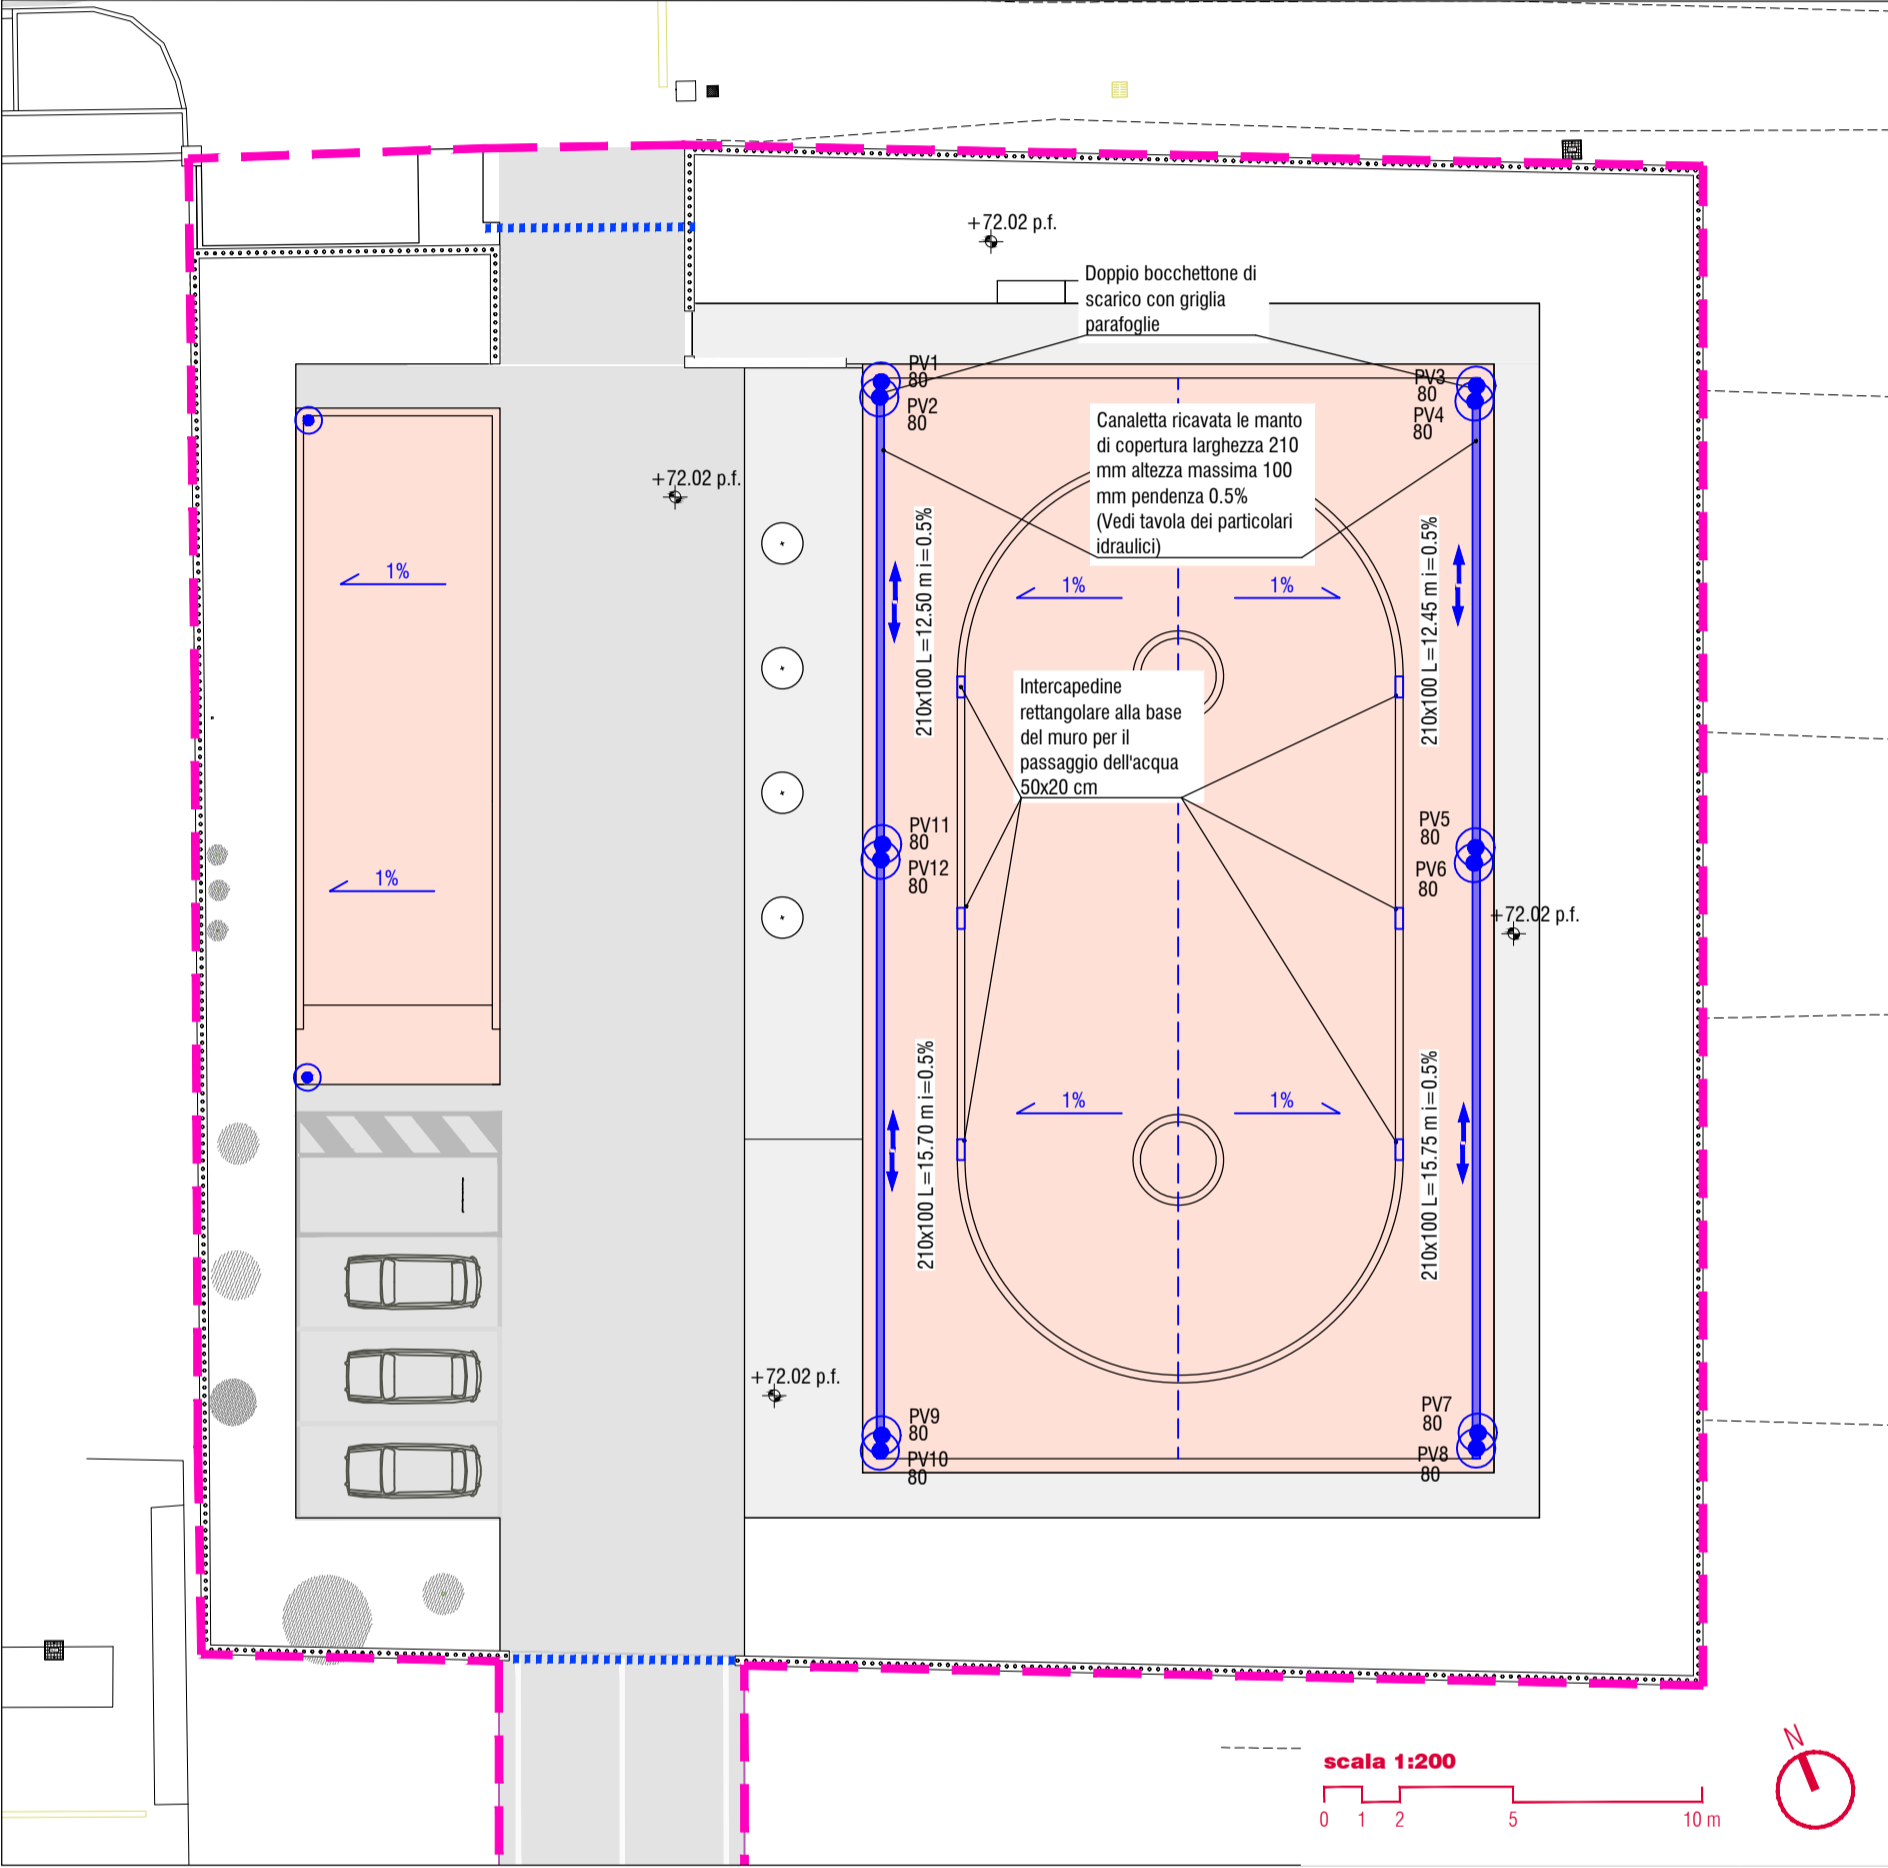 +72.02 p.f.
Doppio bocchettone di
scarico con griglia
parafoglie
PV1
80
PV2
80
PV3
80
PV4
80
Canaletta ricavata le manto
di copertura larghezza 210
mm altezza massima 100
mm pendenza 0.5%
(Vedi tavola dei particolari
idraulici)
+72.02 p.f.
210x100 L=12.50 m i=0.5%
210x100 L=12.45 m i=0.5%
1%
1%
1%
Intercapedine
rettangolare alla base
del muro per il
passaggio dell'acqua
50x20 cm
PV11
80
PV12
80
PV5
80
PV6
80
1%
+72.02 p.f.
210x100 L=15.70 m i=0.5%
210x100 L=15.75 m i=0.5%
1%
1%
+72.02 p.f.
PV9
80
PV10
80
PV7
80
PV8
80
N
scala 1:200
0 1 2 5 10 m